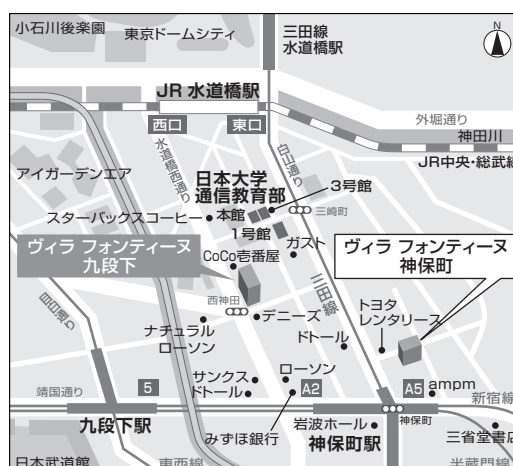 小石川後楽園
東京ドームシティ
三田線
水道橋駅
N
JR 水道橋駅
西口
東口
外堀通り
神田川
JR中央・総武線
水道橋西通り
白山通り
アイガーデンエア
日本大学
通信教育部
3号館
三崎町
スターバックスコーヒー
本館
1号館
ガスト
ヴィラ フォンティーヌ
九段下
CoCo壱番屋
ヴィラ フォンティーヌ
神保町
目白通り
西神田
三田線
デニーズ
トヨタ
レンタリース
ナチュラル
ローソン
ドトール
サンクス
ドトール
ローソン
靖国通り
5
A2
A5
ampm
新宿線
九段下駅
みずほ銀行
岩波ホール
神保町駅
神保町
三省堂書店
日本武道館
東西線
半蔵門線